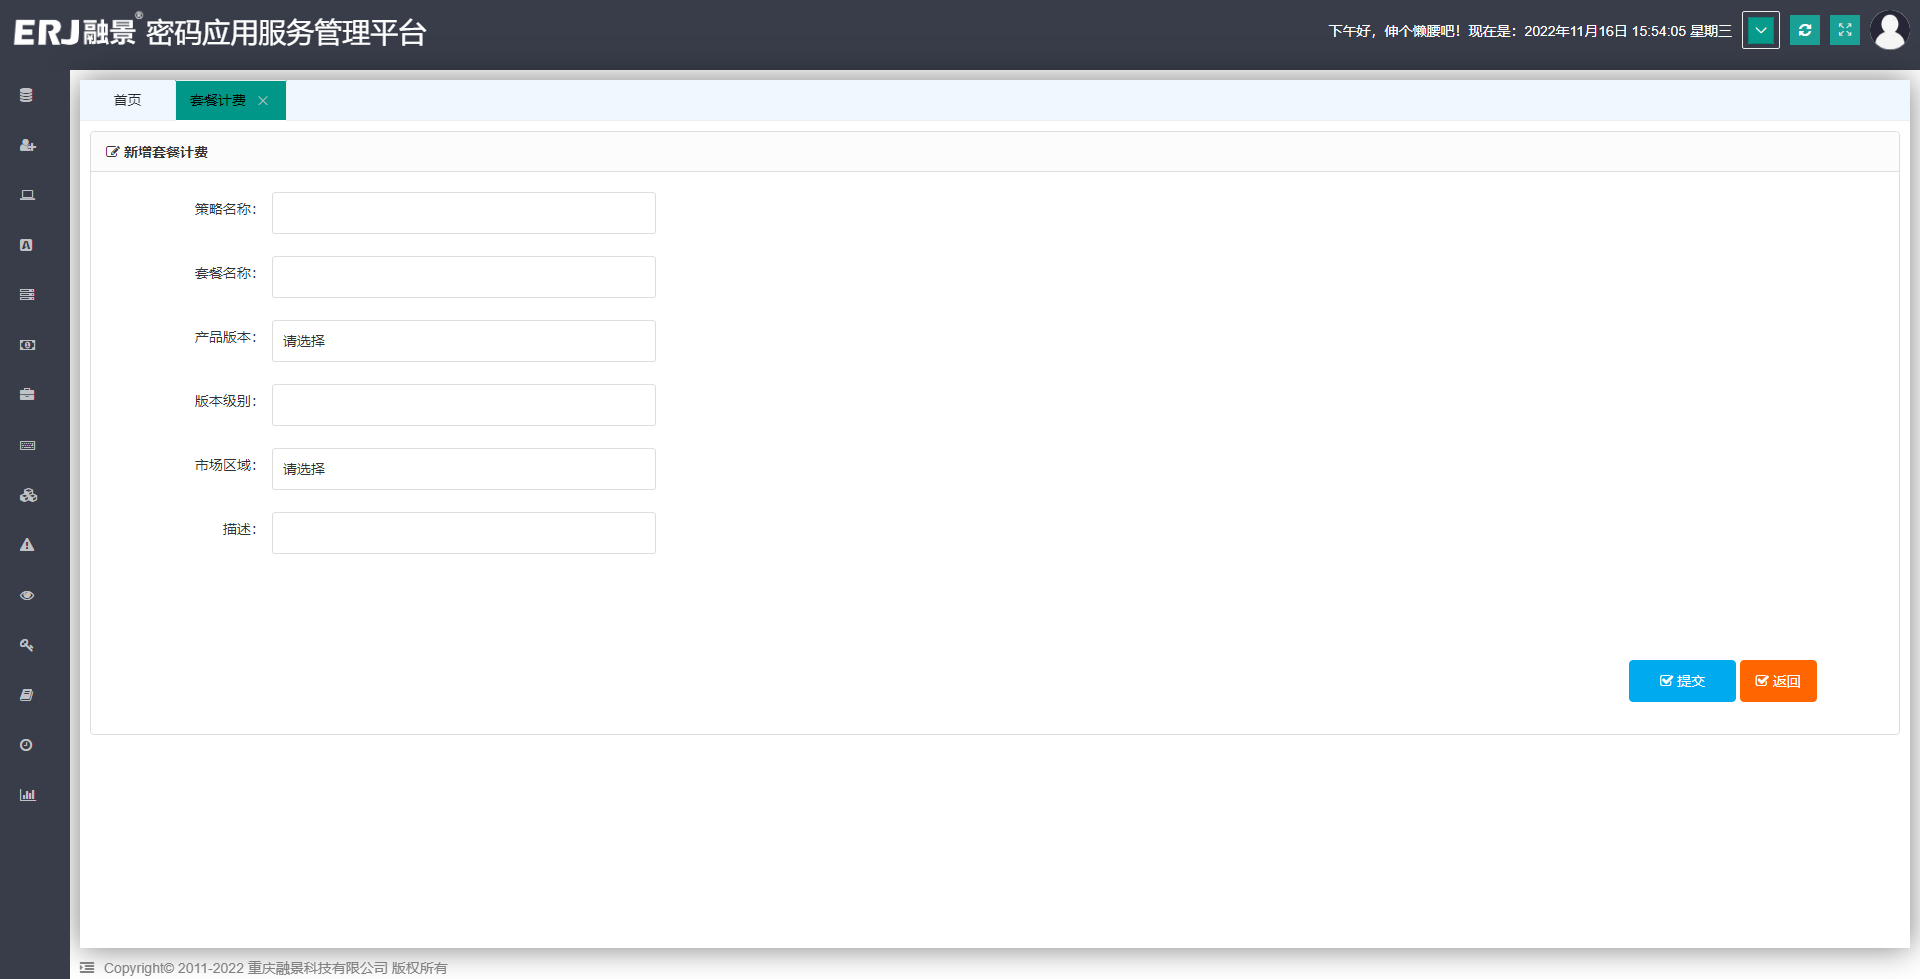 ERJ融景® 密码应用服务管理平台
下午好，伸个懒腰吧！现在是：2022年11月16日 15:54:05 星期三
首页
套餐计费
新增套餐计费
策略名称：
套餐名称：
产品版本：
请选择
版本级别：
市场区域：
请选择
描述：
提交
返回
Copyright© 2011-2022 重庆融景科技有限公司 版权所有